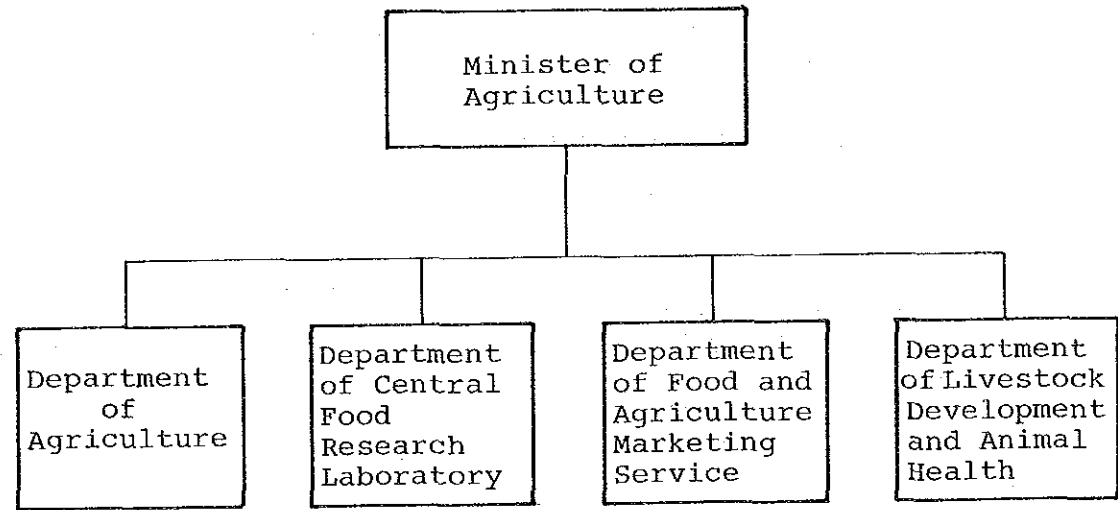 Minister of
Agriculture
Department
of
Agriculture
Department
of Central
Food
Research
Laboratory
Department
of Food and
Agriculture
Marketing
Service
Department
of Livestock
Development
and Animal
Health